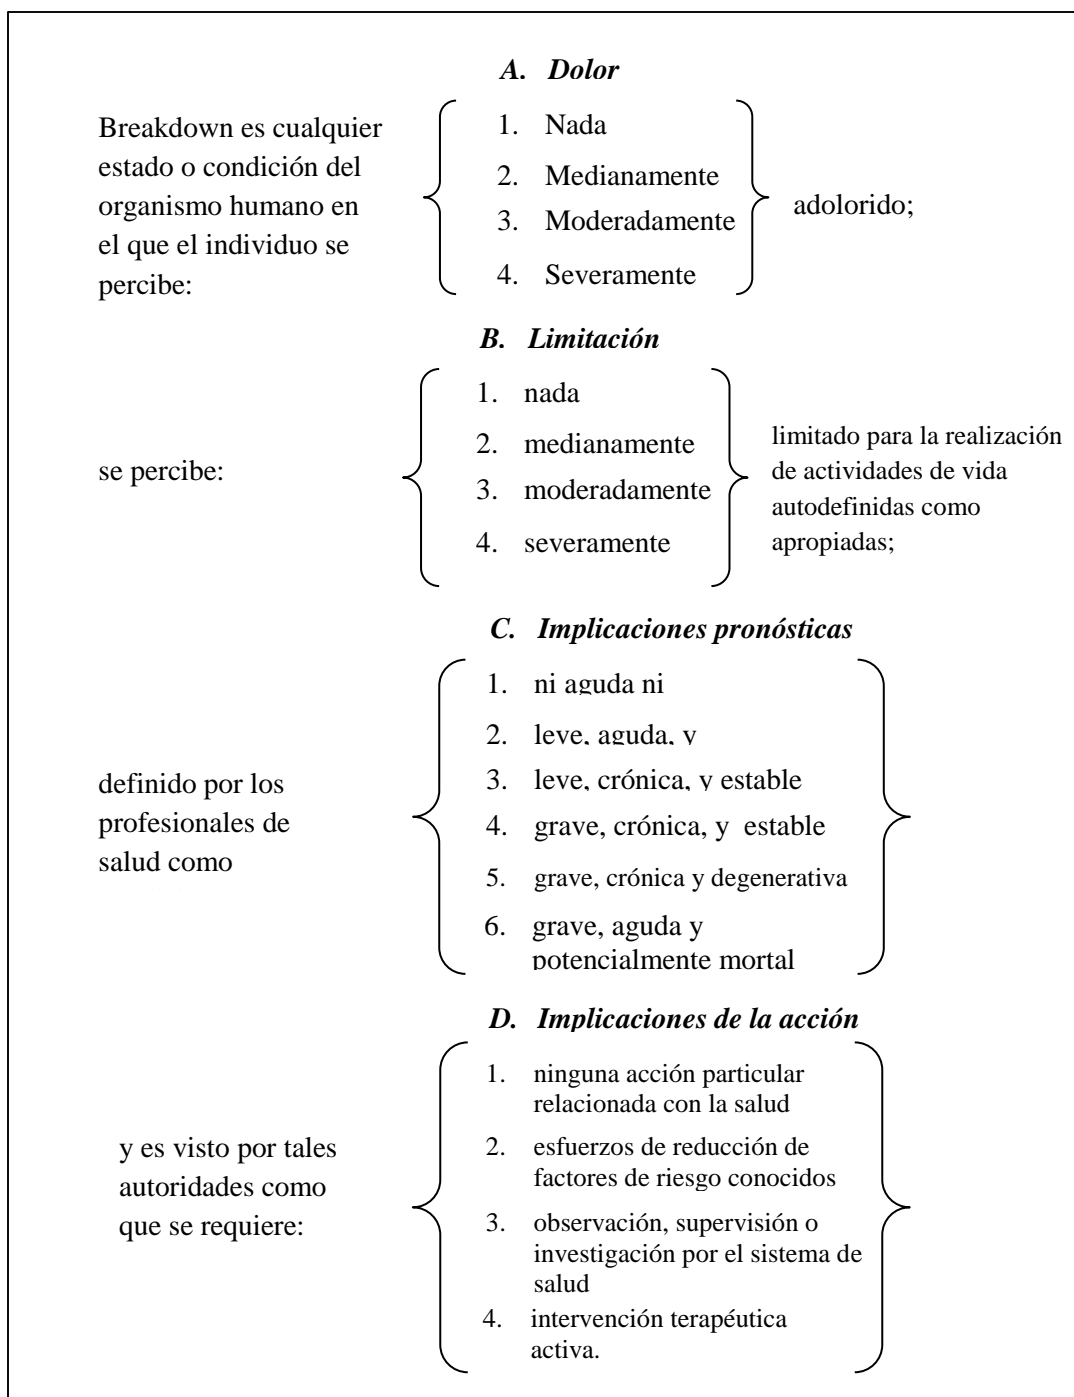 A. Dolor
Breakdown es cualquier
estado o condición del
organismo humano en
el que el individuo se
percibe:
1. Nada
2. Medianamente
3. Moderadamente
4. Severamente
adolorido;
B. Limitación
se percibe:
1. nada
2. medianamente
3. moderadamente
4. severamente
limitado para la realización
de actividades de vida
autodefinidas como
apropiadas;
C. Implicaciones pronósticas
definido por los
profesionales de
salud como
1. ni aguda ni
2. leve, aguda, y
3. leve, crónica, y estable
4. grave, crónica, y estable
5. grave, crónica y degenerativa
6. grave, aguda y
potencialmente mortal
D. Implicaciones de la acción
y es visto por tales
autoridades como
que se requiere:
1. ninguna acción particular
relacionada con la salud
2. esfuerzos de reducción de
factores de riesgo conocidos
3. observación, supervisión o
investigación por el sistema de
salud
4. intervención terapéutica
activa.